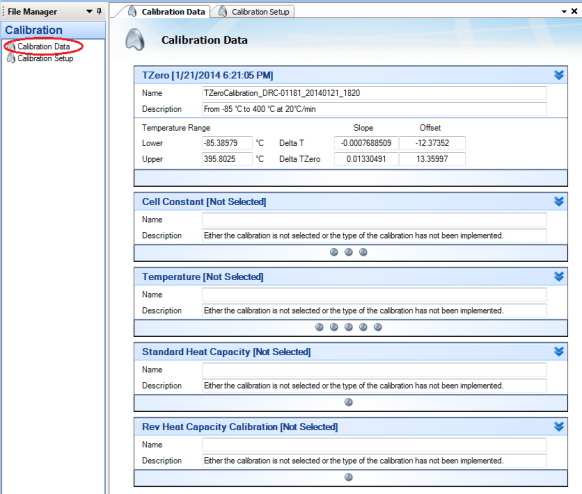 File Manager
Calibration
Calibration Data
Calibration Setup
Calibration Data
Calibration Setup
Calibration Data
TZero [1/21/2014 6:21:05 PM]
Name TZeroCalibration_DRC-01181_20140121_1820
Description From -85 °C to 400 °C at 20°C/min
Temperature Range Slope Offset
Lower -85.38979 °C Delta T -0.0007688509 -12.37352
Upper 395.8025 °C Delta TZero 0.01330491 13.35997
Cell Constant [Not Selected]
Name
Description Either the calibration is not selected or the type of the calibration has not been implemented.
Temperature [Not Selected]
Name
Description Either the calibration is not selected or the type of the calibration has not been implemented.
Standard Heat Capacity [Not Selected]
Name
Description Either the calibration is not selected or the type of the calibration has not been implemented.
Rev Heat Capacity Calibration [Not Selected]
Name
Description Either the calibration is not selected or the type of the calibration has not been implemented.